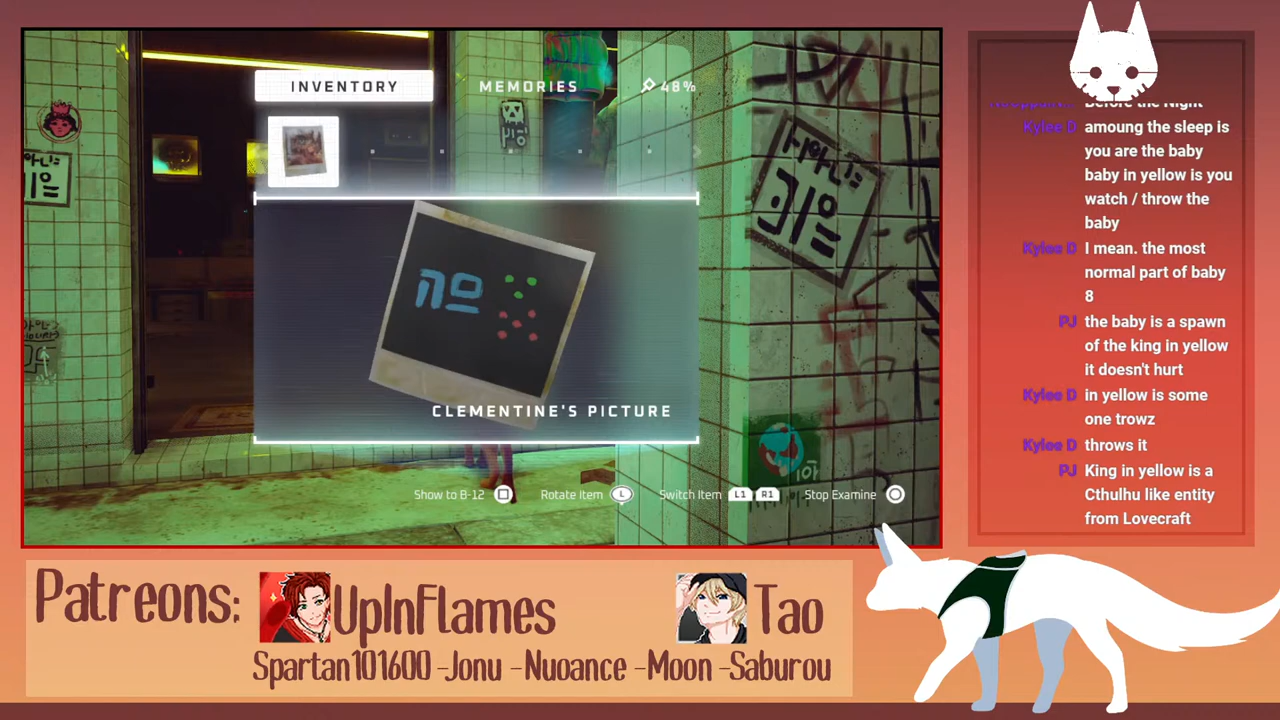 INVENTORY
MEMORIES
48%
CLEMENTINE'S PICTURE
Show to B-12
Rotate Item
L
Switch Item
L1
R1
Stop Examine
Before the Night
Kylee D amoung the sleep is
you are the baby
baby in yellow is you
watch / throw the
baby
Kylee D I mean. the most
normal part of baby
8
PJ the baby is a spawn
of the king in yellow
it doesn't hurt
Kylee D in yellow is some
one trowz
Kylee D throws it
PJ King in yellow is a
Cthulhu like entity
from Lovecraft
Patreons:
UpInFlames
Tao
Spartan101600 -Jonu -Nuoance -Moon -Saburou